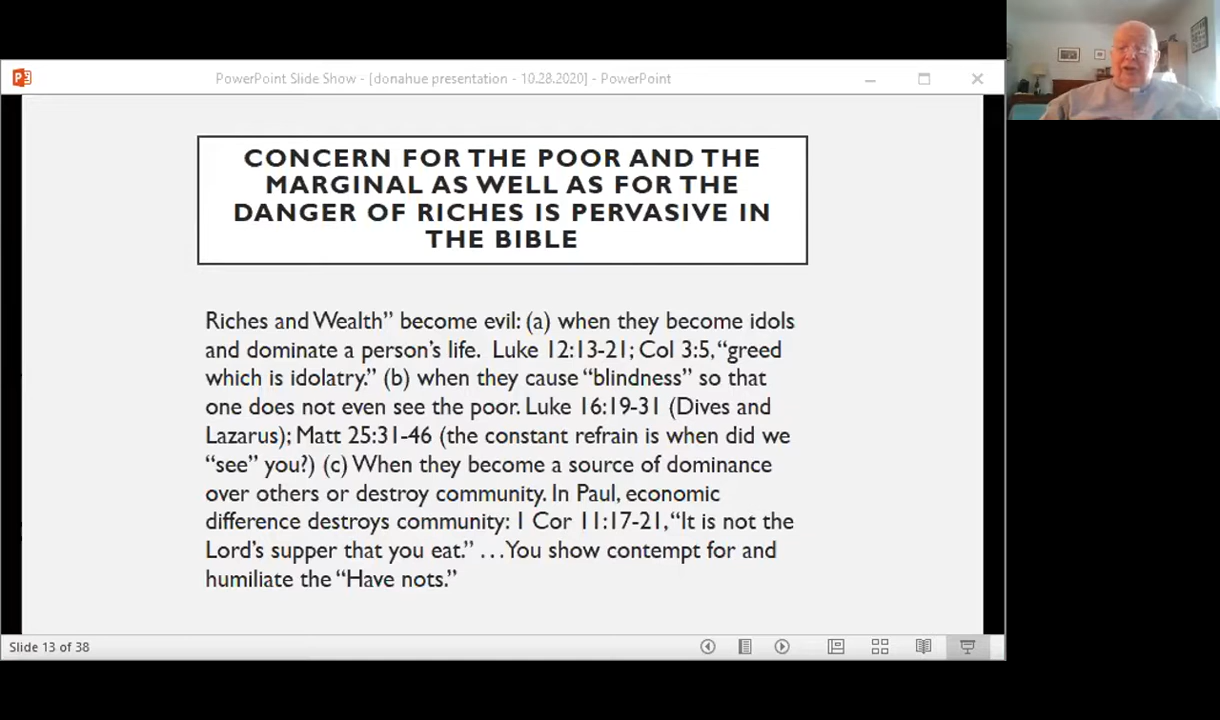 PowerPoint Slide Show - [donahue presentation - 10.28.2020] - PowerPoint
CONCERN FOR THE POOR AND THE
MARGINAL AS WELL AS FOR THE
DANGER OF RICHES IS PERVASIVE IN
THE BIBLE
Riches and Wealth” become evil: (a) when they become idols
and dominate a person’s life. Luke 12:13-21; Col 3:5, “greed
which is idolatry.” (b) when they cause “blindness” so that
one does not even see the poor. Luke 16:19-31 (Dives and
Lazarus); Matt 25:31-46 (the constant refrain is when did we
“see” you?) (c) When they become a source of dominance
over others or destroy community. In Paul, economic
difference destroys community: 1 Cor 11:17-21, “It is not the
Lord’s supper that you eat.” …You show contempt for and
humiliate the “Have nots.”
Slide 13 of 38